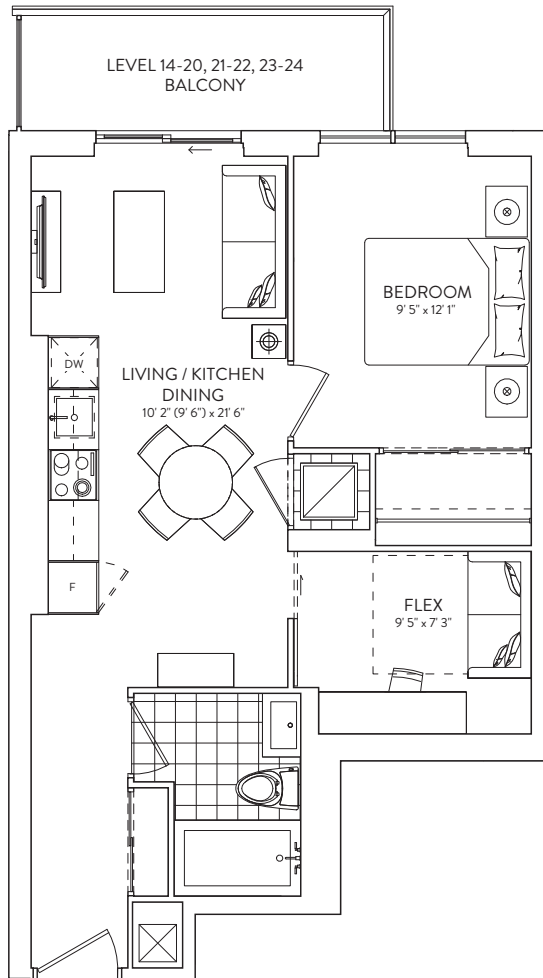 LEVEL 14-20, 21-22, 23-24
BALCONY
BEDROOM
9' 5" x 12' 1"
DW
LIVING / KITCHEN
DINING
10' 2" (9' 6") x 21' 6"
F
FLEX
9' 5" x 7' 3"